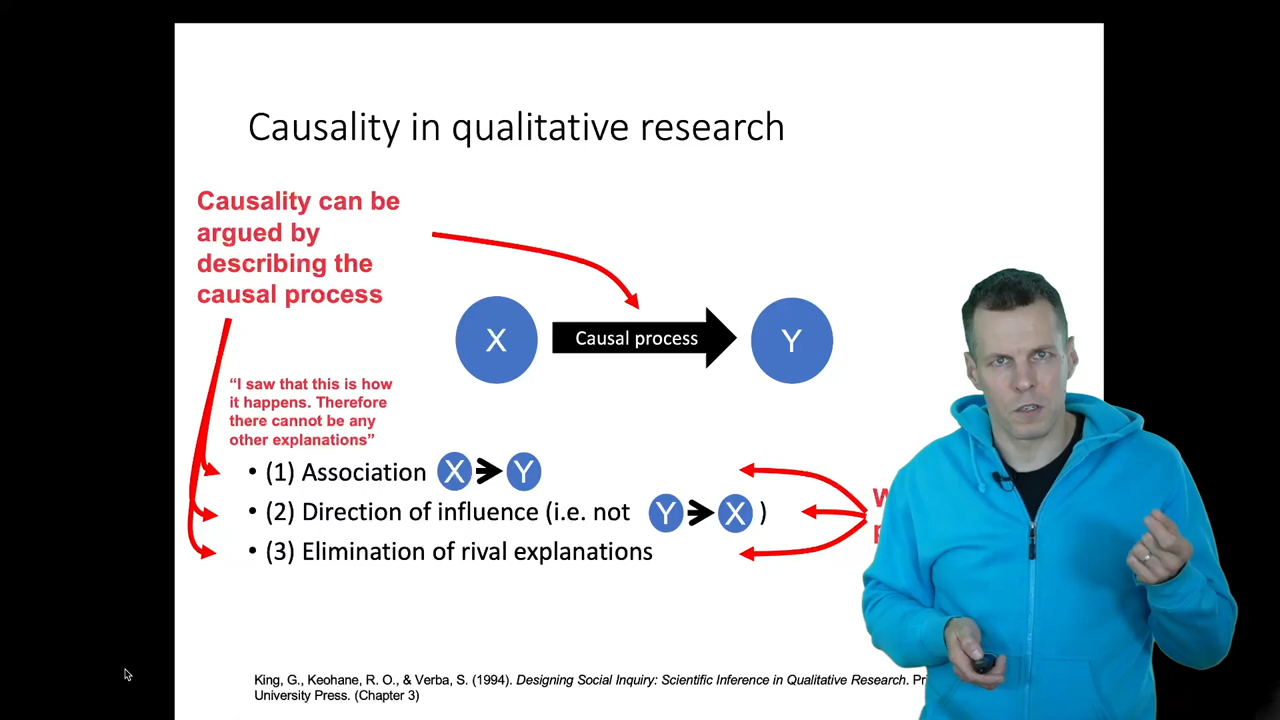 Causality in qualitative research
Causality can be
argued by
describing the
causal process
X
Causal process
Y
“I saw that this is how
it happens. Therefore
there cannot be any
other explanations”
• (1) Association X Y
• (2) Direction of influence (i.e. not Y X )
• (3) Elimination of rival explanations
King, G., Keohane, R. O., & Verba, S. (1994). Designing Social Inquiry: Scientific Inference in Qualitative Research.
University Press. (Chapter 3)